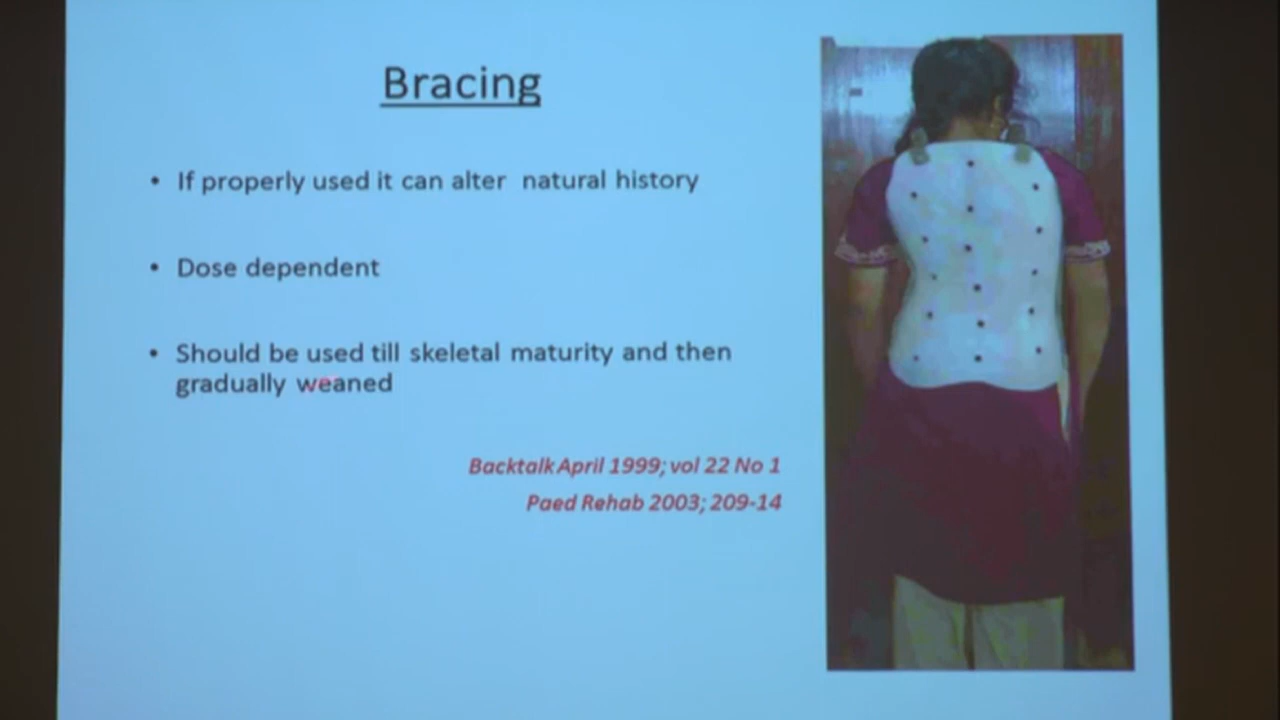 Bracing
• If properly used it can alter natural history
• Dose dependent
• Should be used till skeletal maturity and then
gradually weaned
Backtalk April 1999; vol 22 No 1
Paed Rehab 2003; 209-14